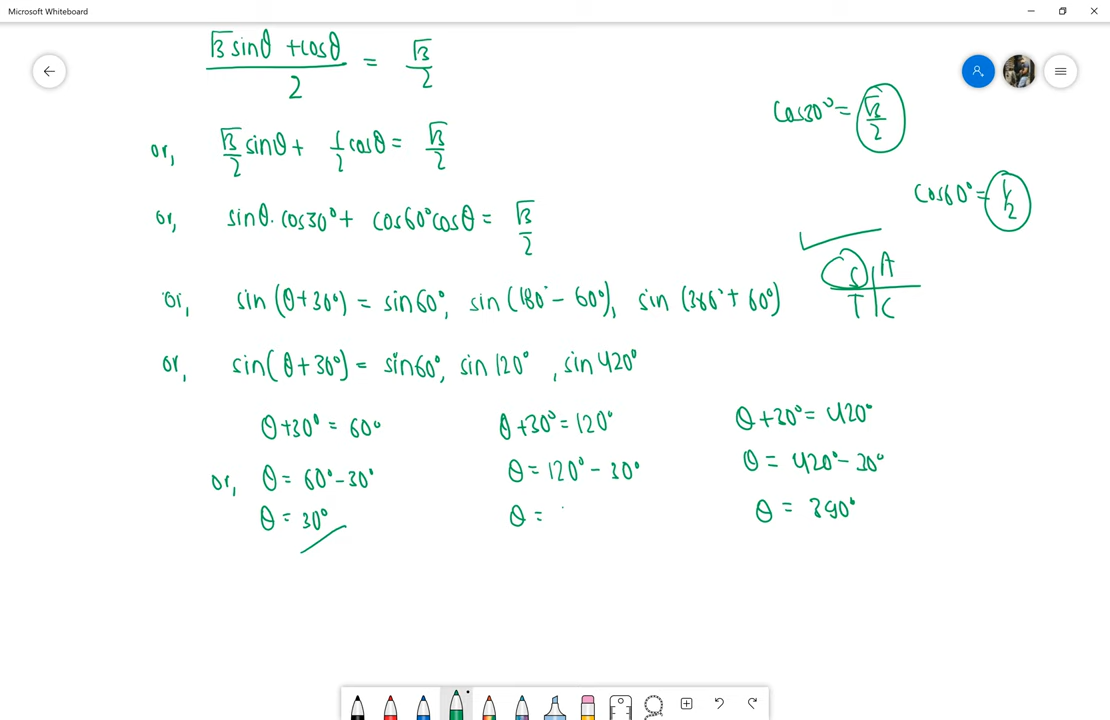 Microsoft Whiteboard
(√3 sinθ + cosθ)/2 = √3/2
cos30° = √3/2
or, √3/2 sinθ + 1/2 cosθ = √3/2
cos60° = 1/2
or, sinθ. cos30° + cos60° cosθ = √3/2
S A
T C
or, sin (θ+30°) = sin60°, sin (180° - 60°), sin (360° + 60°)
or, sin(θ+30°) = sin60°, sin 120°, sin 420°
θ+30° = 60° θ+30° = 120° θ+30° = 420°
or, θ = 60° - 30° θ = 120° - 30° θ = 420° - 30°
θ = 30° θ = θ = 390°